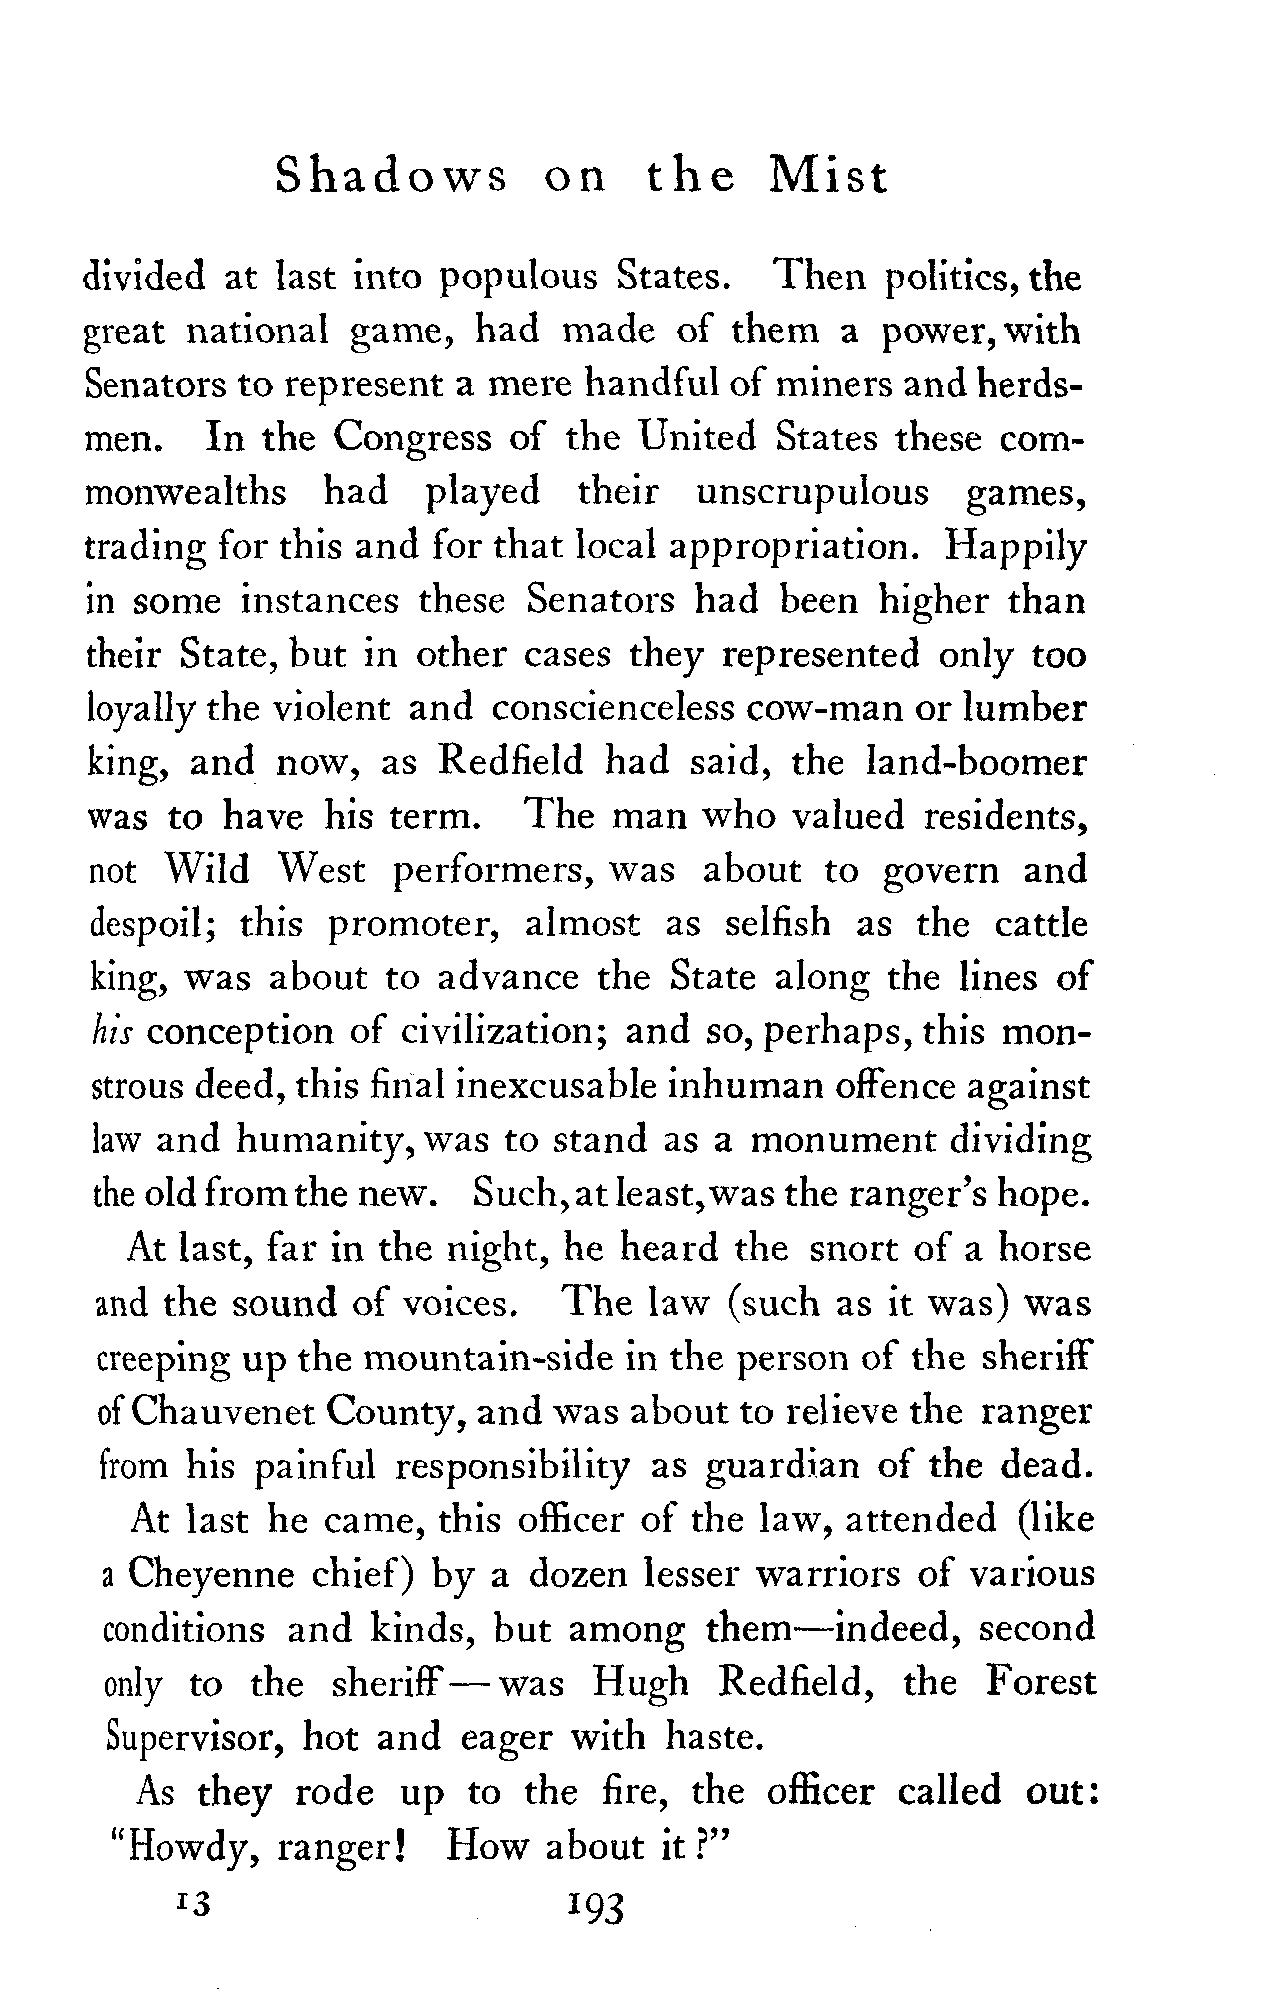 Shadows on the Mist
divided at last into populous States. Then politics, the
great national game, had made of them a power, with
Senators to represent a mere handful of miners and herds-
men. In the Congress of the United States these com-
monwealths had played their unscrupulous games,
trading for this and for that local appropriation. Happily
in some instances these Senators had been higher than
their State, but in other cases they represented only too
loyally the violent and conscienceless cow-man or lumber
king, and now, as Redfield had said, the land-boomer
was to have his term. The man who valued residents,
not Wild West performers, was about to govern and
despoil; this promoter, almost as selfish as the cattle
king, was about to advance the State along the lines of
his conception of civilization; and so, perhaps, this mon-
strous deed, this final inexcusable inhuman offence against
law and humanity, was to stand as a monument dividing
the old from the new. Such, at least, was the ranger's hope.
At last, far in the night, he heard the snort of a horse
and the sound of voices. The law (such as it was) was
creeping up the mountain-side in the person of the sheriff
of Chauvenet County, and was about to relieve the ranger
from his painful responsibility as guardian of the dead.
At last he came, this officer of the law, attended (like
a Cheyenne chief) by a dozen lesser warriors of various
conditions and kinds, but among them—indeed, second
only to the sheriff—was Hugh Redfield, the Forest
Supervisor, hot and eager with haste.
As they rode up to the fire, the officer called out:
"Howdy, ranger! How about it?"
13 193